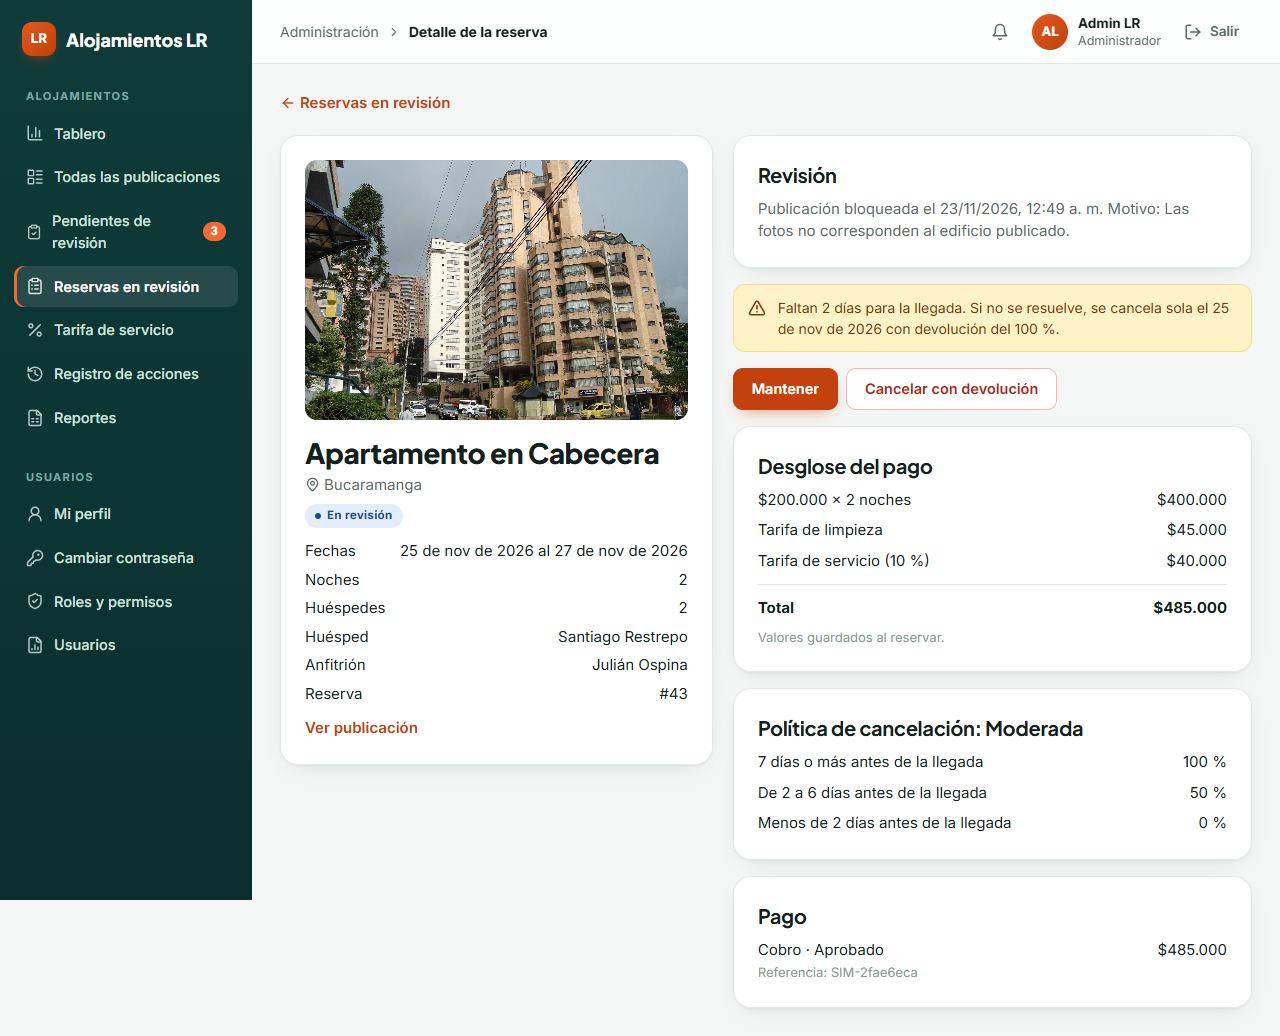 LR Alojamientos LR
ALOJAMIENTOS
Tablero
Todas las publicaciones
Pendientes de
revisión
3
Reservas en revisión
Tarifa de servicio
Registro de acciones
Reportes
USUARIOS
Mi perfil
Cambiar contraseña
Roles y permisos
Usuarios
Administración > Detalle de la reserva
AL
Admin LR
Administrador
Salir
← Reservas en revisión
Apartamento en Cabecera
Bucaramanga
En revisión
Fechas 25 de nov de 2026 al 27 de nov de 2026
Noches 2
Huéspedes 2
Huésped Santiago Restrepo
Anfitrión Julián Ospina
Reserva #43
Ver publicación
Revisión
Publicación bloqueada el 23/11/2026, 12:49 a. m. Motivo: Las
fotos no corresponden al edificio publicado.
Faltan 2 días para la llegada. Si no se resuelve, se cancela sola el 25
de nov de 2026 con devolución del 100 %.
Mantener
Cancelar con devolución
Desglose del pago
$200.000 × 2 noches $400.000
Tarifa de limpieza $45.000
Tarifa de servicio (10 %) $40.000
Total $485.000
Valores guardados al reservar.
Política de cancelación: Moderada
7 días o más antes de la llegada 100 %
De 2 a 6 días antes de la llegada 50 %
Menos de 2 días antes de la llegada 0 %
Pago
Cobro · Aprobado $485.000
Referencia: SIM-2fae6eca